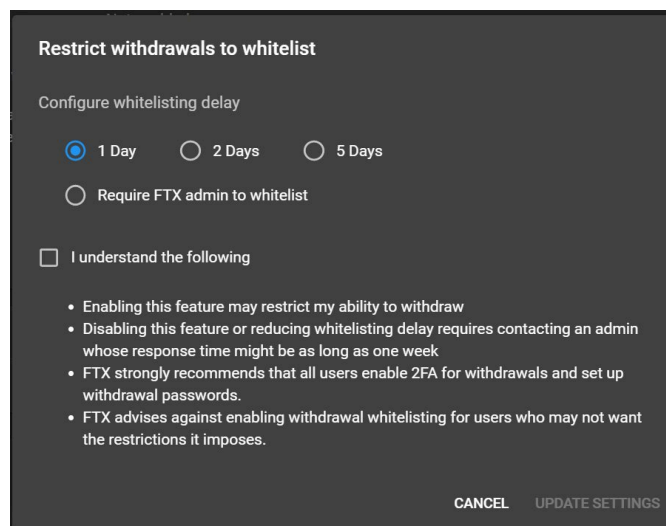 Restrict withdrawals to whitelist
Configure whitelisting delay
1 Day 2 Days 5 Days
Require FTX admin to whitelist
I understand the following
• Enabling this feature may restrict my ability to withdraw
• Disabling this feature or reducing whitelisting delay requires contacting an admin
whose response time might be as long as one week
• FTX strongly recommends that all users enable 2FA for withdrawals and set up
withdrawal passwords.
• FTX advises against enabling withdrawal whitelisting for users who may not want
the restrictions it imposes.
CANCEL UPDATE SETTINGS